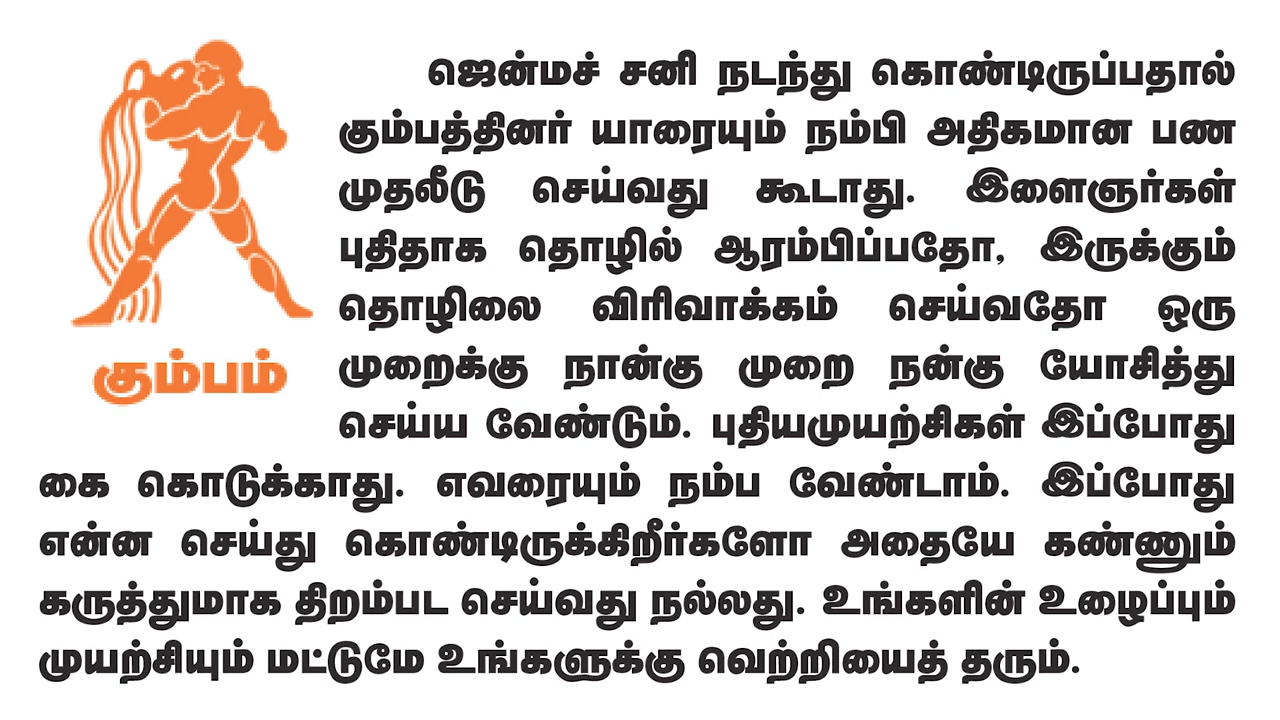 ஜென்மச் சனி நடந்து கொண்டிருப்பதால்
கும்பத்தினர் யாரையும் நம்பி அதிகமான பண
முதலீடு செய்வது கூடாது. இளைஞர்கள்
புதிதாக தொழில் ஆரம்பிப்பதோ, இருக்கும்
தொழிலை விரிவாக்கம் செய்வதோ ஒரு
முறைக்கு நான்கு முறை நன்கு யோசித்து
செய்ய வேண்டும். புதியமுயற்சிகள் இப்போது
கை கொடுக்காது. எவரையும் நம்ப வேண்டாம். இப்போது
என்ன செய்து கொண்டிருக்கிறீர்களோ அதையே கண்ணும்
கருத்துமாக திறம்பட செய்வது நல்லது. உங்களின் உழைப்பும்
முயற்சியும் மட்டுமே உங்களுக்கு வெற்றியைத் தரும்.
கும்பம்